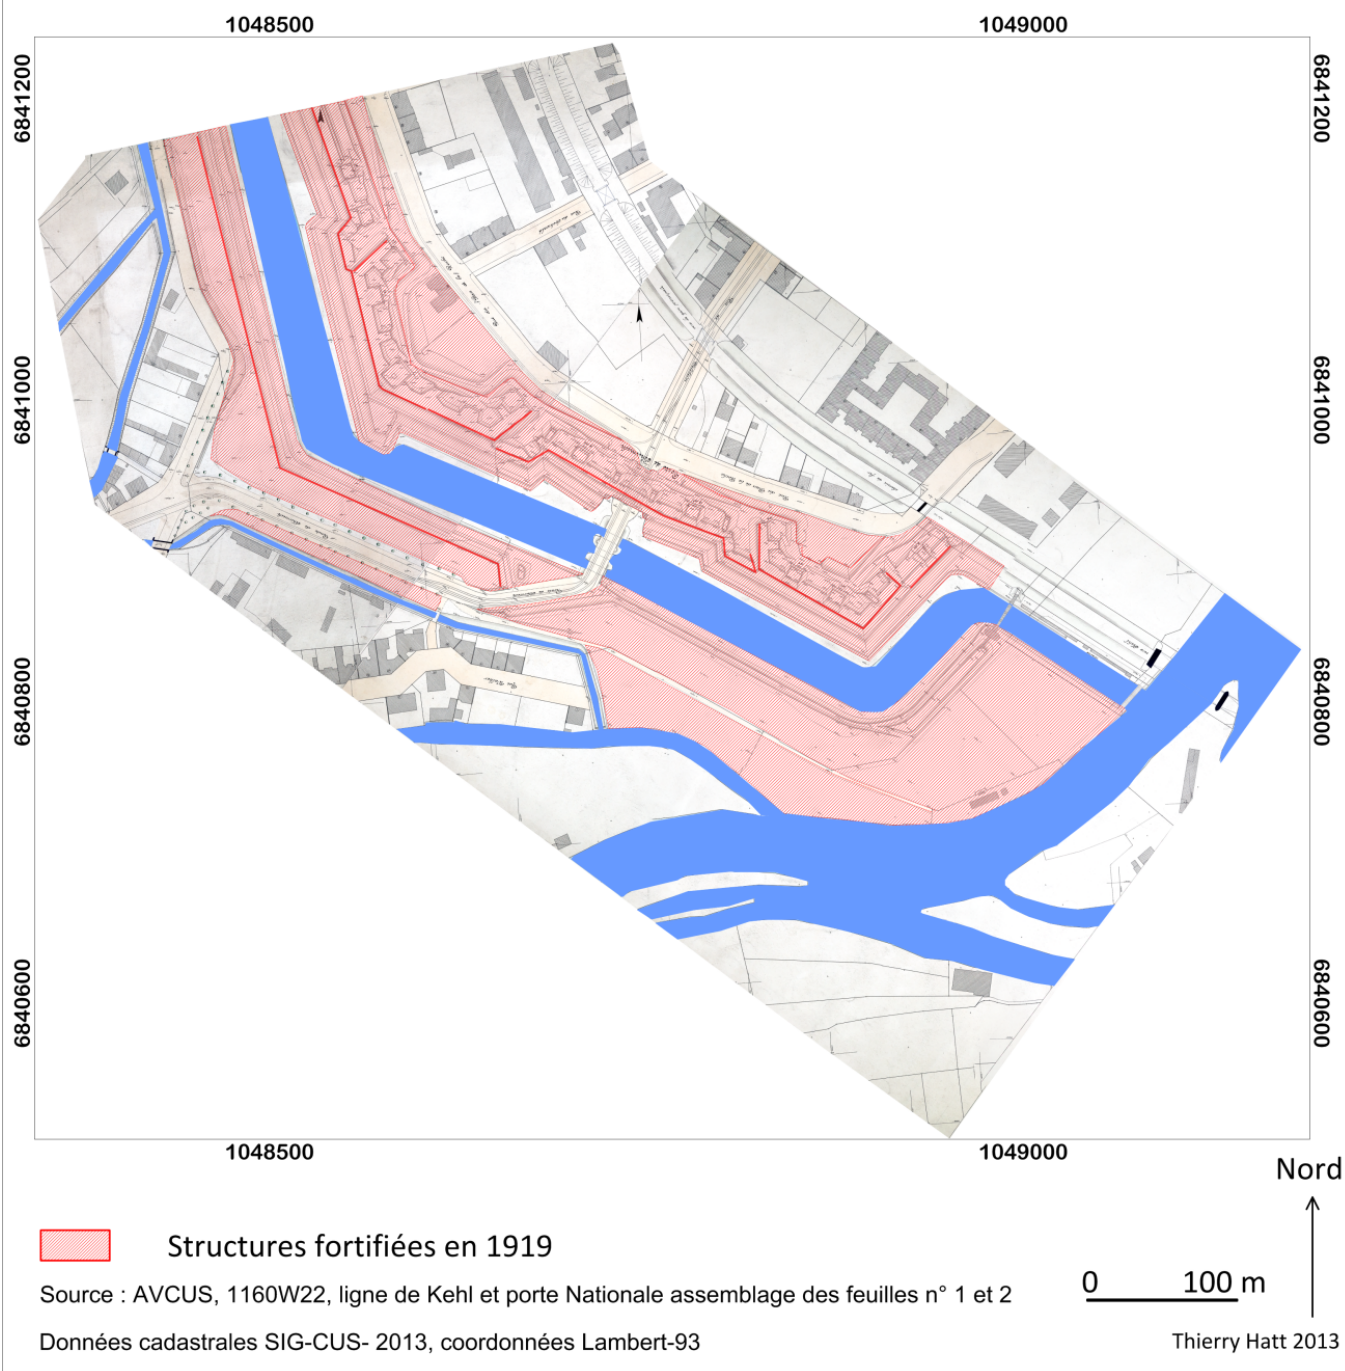 1048500 1049000
6841200 6841200
6841000 6841000
6840800 6840800
6840600 6840600
1048500 1049000
Nord
Structures fortifiées en 1919
0 100 m
Source : AVCUS, 1160W22, ligne de Kehl et porte Nationale assemblage des feuilles n° 1 et 2
Données cadastrales SIG-CUS- 2013, coordonnées Lambert-93
Thierry Hatt 2013